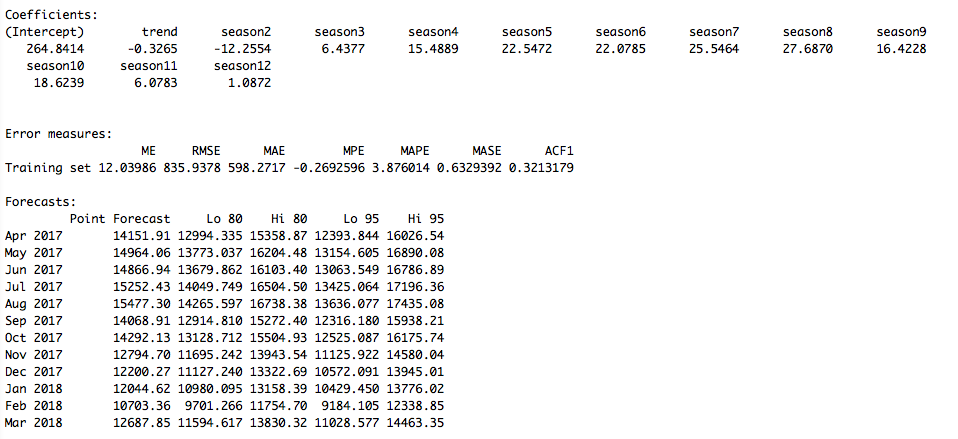 Coefficients:
(Intercept) trend season2 season3 season4 season5 season6 season7 season8 season9
264.8414 -0.3265 -12.2554 6.4377 15.4889 22.5472 22.0785 25.5464 27.6870 16.4228
season10 season11 season12
18.6239 6.0783 1.0872
Error measures:
ME RMSE MAE MPE MAPE MASE ACF1
Training set 12.03986 835.9378 598.2717 -0.2692596 3.876014 0.6329392 0.3213179
Forecasts:
Point Forecast Lo 80 Hi 80 Lo 95 Hi 95
Apr 2017 14151.91 12994.335 15358.87 12393.844 16026.54
May 2017 14964.06 13773.037 16204.48 13154.605 16890.08
Jun 2017 14866.94 13679.862 16103.40 13063.549 16786.89
Jul 2017 15252.43 14049.749 16504.50 13425.064 17196.36
Aug 2017 15477.30 14265.597 16738.38 13636.077 17435.08
Sep 2017 14068.91 12914.810 15272.40 12316.180 15938.21
Oct 2017 14292.13 13128.712 15504.93 12525.087 16175.74
Nov 2017 12794.70 11695.242 13943.54 11125.922 14580.04
Dec 2017 12200.27 11127.240 13322.69 10572.091 13945.01
Jan 2018 12044.62 10980.095 13158.39 10429.450 13776.02
Feb 2018 10703.36 9701.266 11754.70 9184.105 12338.85
Mar 2018 12687.85 11594.617 13830.32 11028.577 14463.35